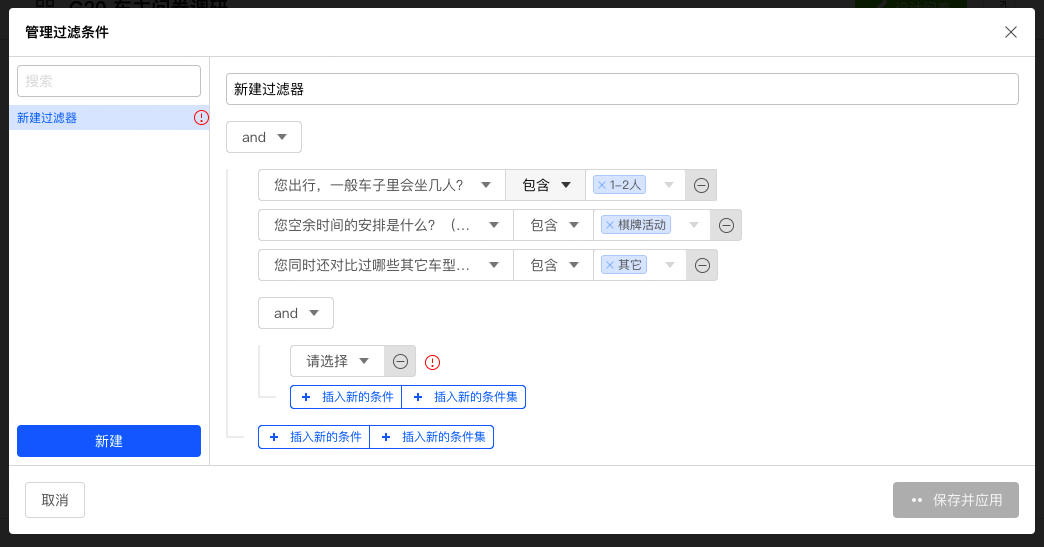 管理过滤条件
搜索
新建过滤器
新建过滤器
and
您出行，一般车子里会坐几人？ 包含 1-2人
您空余时间的安排是什么？（... 包含 棋牌活动
您同时还对比过哪些其它车型... 包含 其它
and
请选择
插入新的条件 插入新的条件集
插入新的条件 插入新的条件集
新建
取消 保存并应用